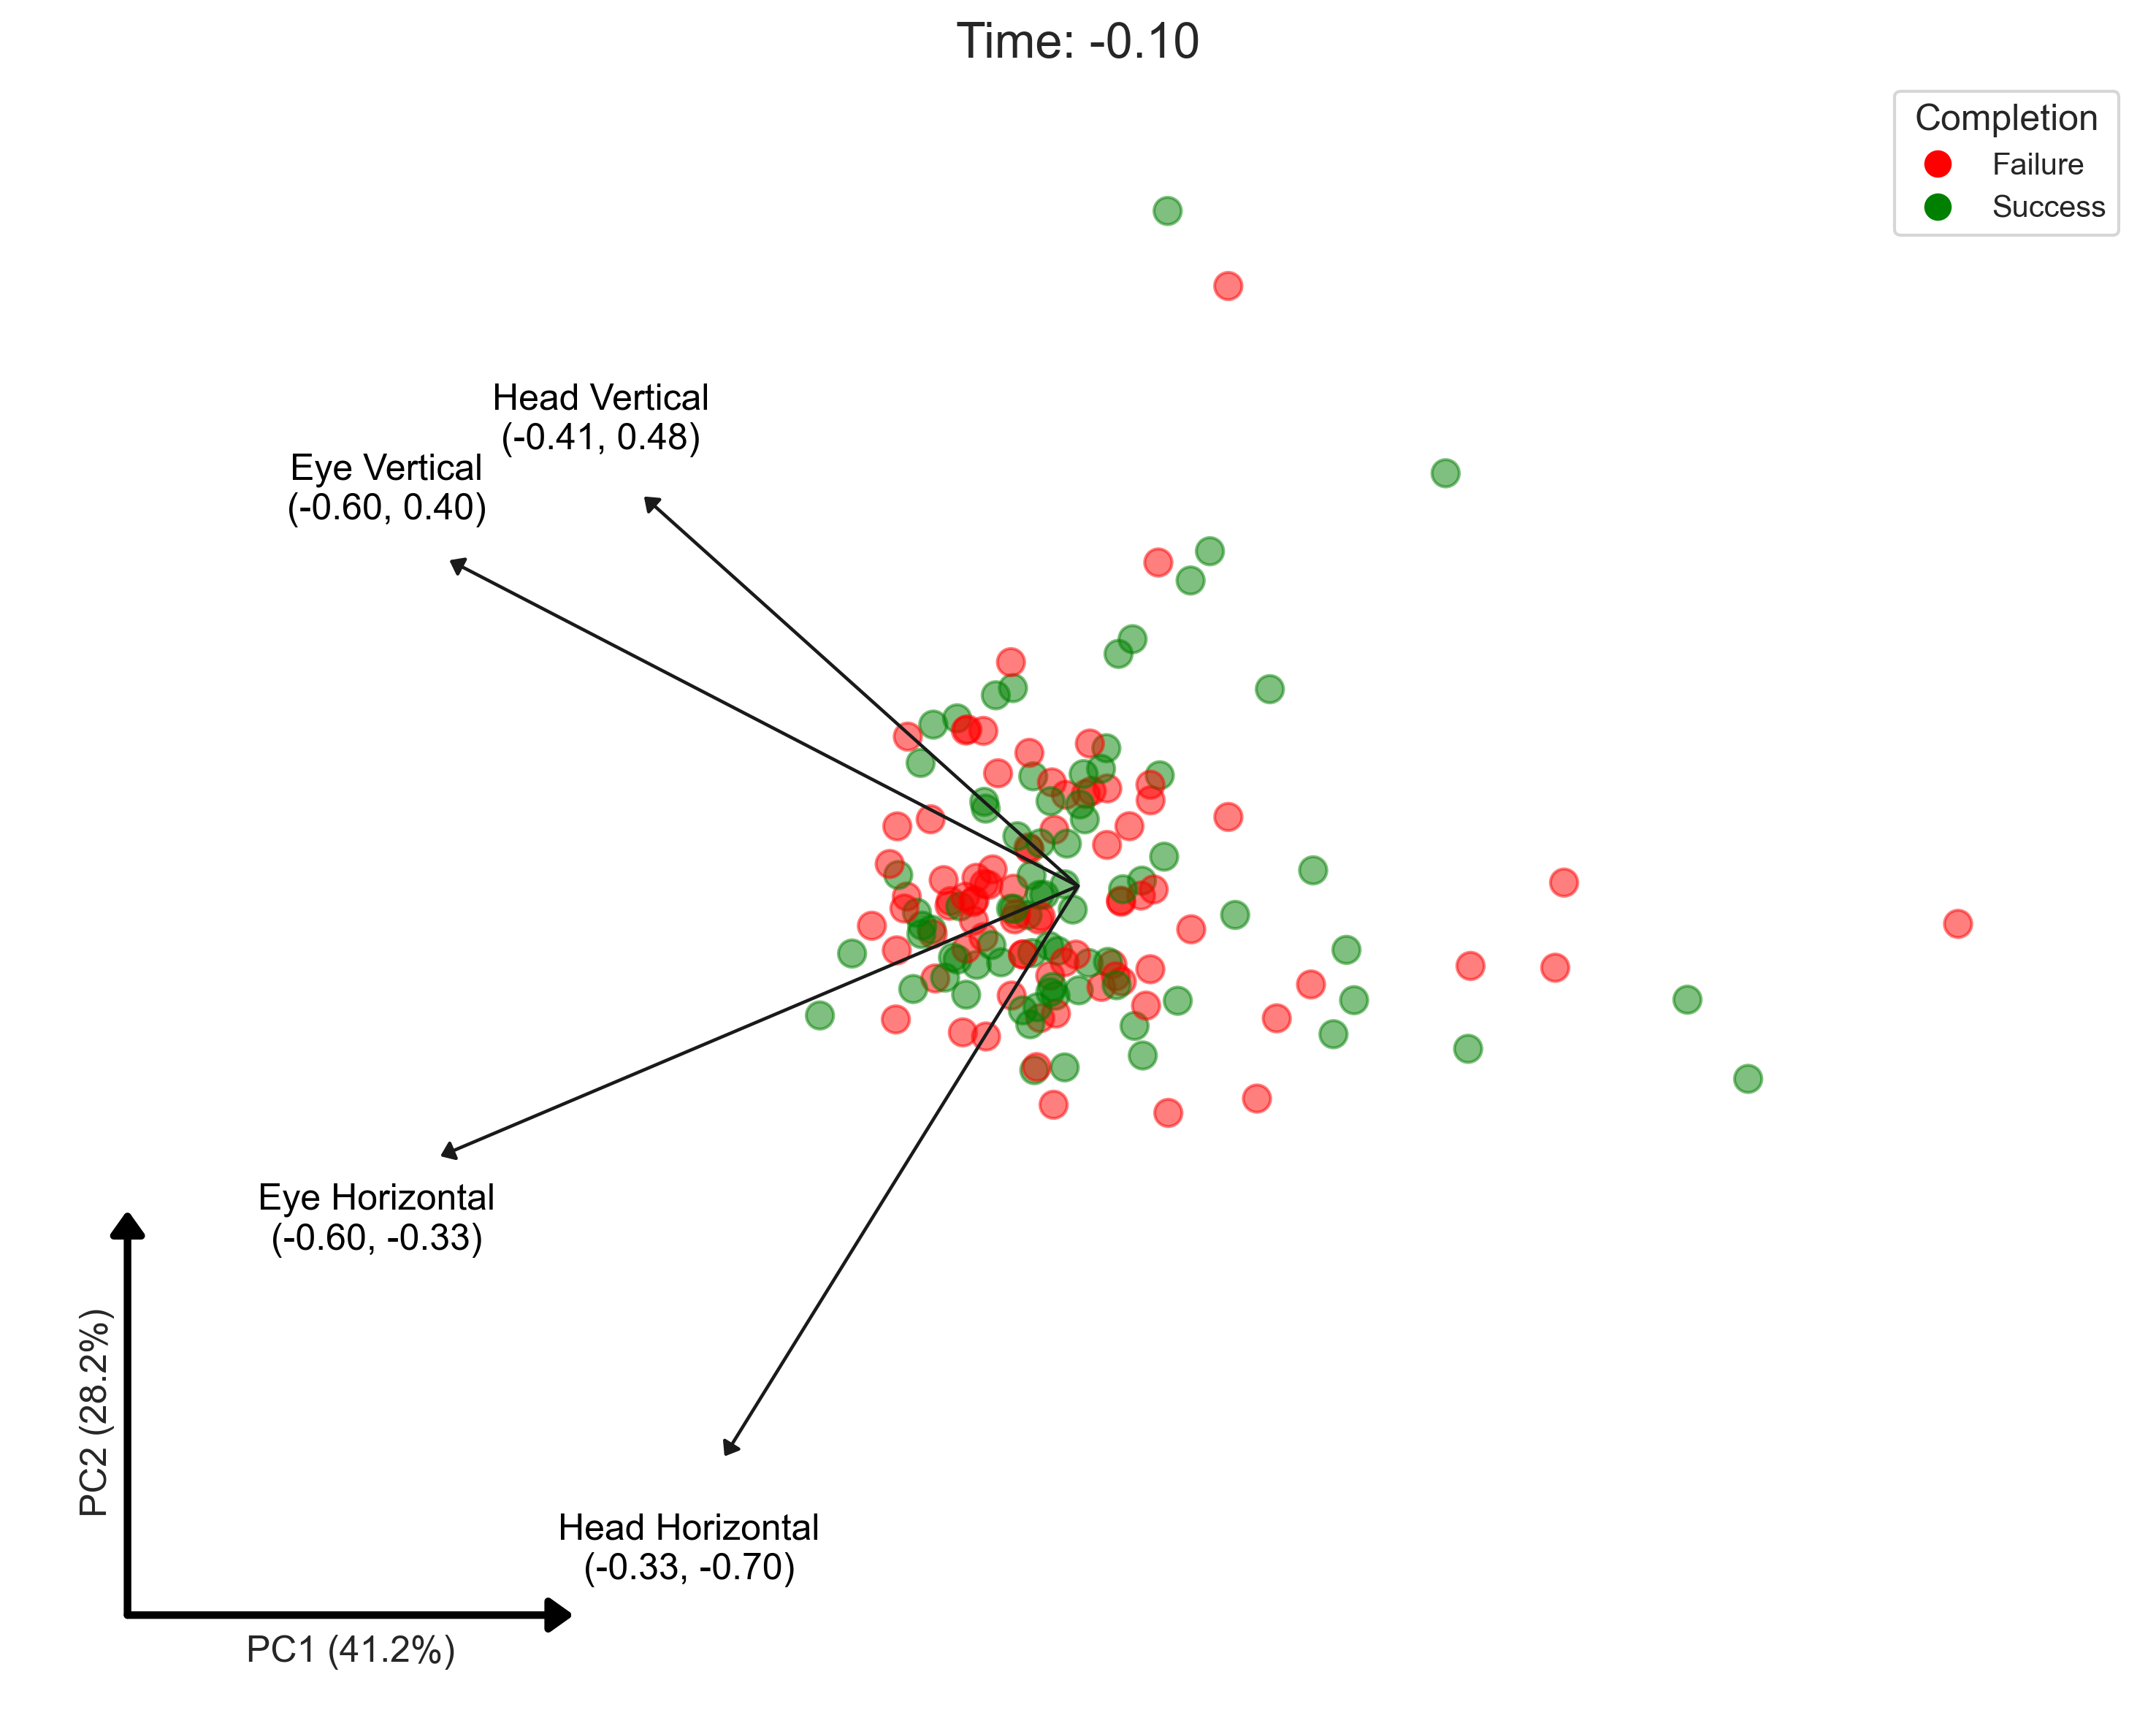 Time: -0.10
Completion
Failure
Success
Head Vertical
(-0.41, 0.48)
Eye Vertical
(-0.60, 0.40)
Eye Horizontal
(-0.60, -0.33)
Head Horizontal
(-0.33, -0.70)
PC2 (28.2%)
PC1 (41.2%)